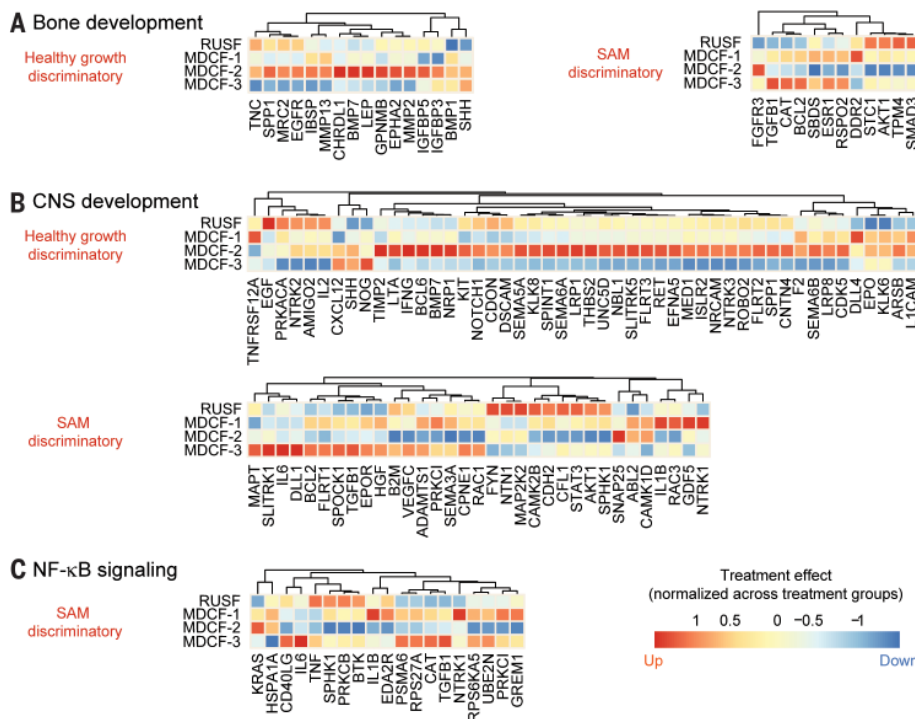 A Bone development
Healthy growth
discriminatory
RUSF
MDCF-1
MDCF-2
MDCF-3
TNC
SPP1
MRC2
EGFR
IBSP
MMP13
CHRDL1
BMP7
LEP
GPNMB
EPHA2
MMP2
IGFBP5
IGFBP3
BMP1
SHH
SAM
discriminatory
RUSF
MDCF-1
MDCF-2
MDCF-3
FGFR3
TGFB1
CAT
BCL2
SBDS
ESR1
RSPO2
DDR2
STC1
AKT1
TPM4
SMAD3
B CNS development
Healthy growth
discriminatory
RUSF
MDCF-1
MDCF-2
MDCF-3
TNFRSF12A
EGF
PRKACA
NTRK2
AMIGO2
IL2
CXCL12
SHH
NOG
TIMP2
LTA
IFNG
BCL6
BMP7
NRP1
KIT
NOTCH1
CDON
DSCAM
SEMA5A
KLK8
SPINT1
SEMA6A
LRP1
THBS2
UNC5D
NBL1
SLITRK5
FLRT3
RET
EFNA5
MED1
ISLR2
NRCAM
NTRK3
ROBO2
FLRT2
SPP1
CNTN4
F2
SEMA6B
LRP8
CDK5
DLL4
EPO
KLK6
ARSB
L1CAM
SAM
discriminatory
RUSF
MDCF-1
MDCF-2
MDCF-3
MAPT
SLITRK1
IL6
DLL1
BCL2
FLRT1
SPOCK1
TGFB1
EPOR
HGF
B2M
VEGFC
ADAMTS1
PRKCI
SEMA3A
CPNE1
RAC1
FYN
NTN1
MAP2K2
CAMK2B
CDH2
CFL1
STAT3
AKT1
SPHK1
SNAP25
ABL2
CAMK1D
IL1B
RAC3
GDF5
NTRK1
C NF-κB signaling
SAM
discriminatory
RUSF
MDCF-1
MDCF-2
MDCF-3
KRAS
HSPA1A
CD40LG
IL6
TNF
SPHK1
PRKCB
BTK
IL1B
EDA2R
PSMA6
RPS27A
CAT
TGFB1
NTRK1
RPS6KA5
UBE2N
PRKCI
GREM1
Treatment effect
(normalized across treatment groups)
1 0.5 0 -0.5 -1
Up Down